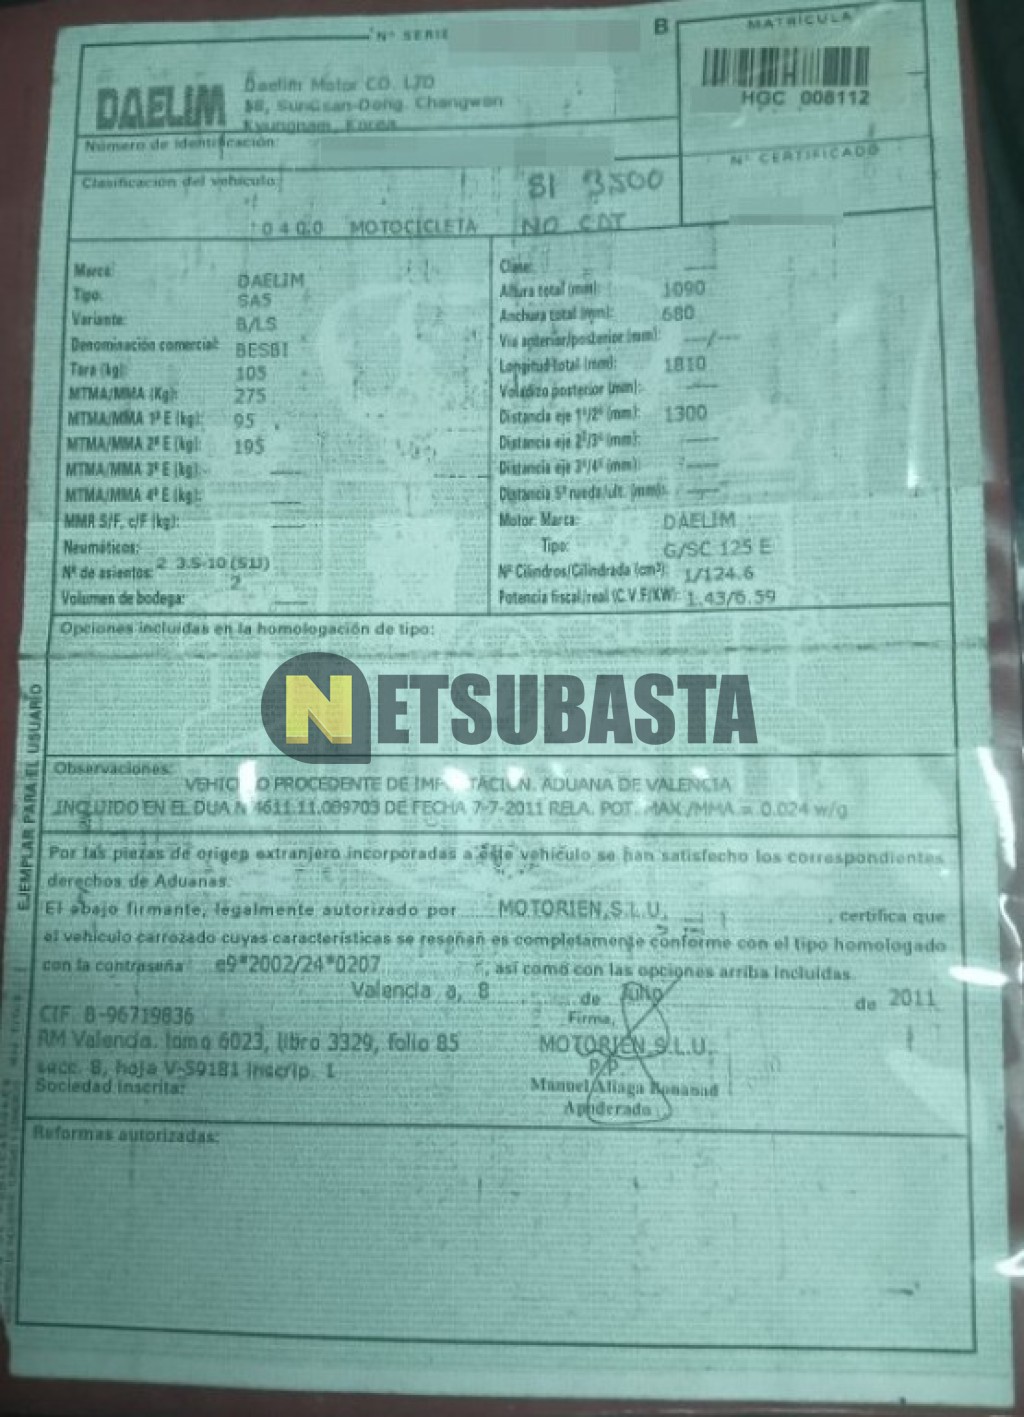 Nº SERIE
B
MATRÍCULA
DAELIM
Daelim Motor CO. LTD
58, Sungsan-Dong. Changwon
Kyungnam, Korea
HGC 008112
Número de identificación:
Nº CERTIFICADO
Clasificación del vehículo:
SI 3500
0400 MOTOCICLETA NO CDT
Marca: DAELIM
Tipo: SA5
Variante: B/LS
Denominación comercial: BESBI
Tara (kg): 105
MTMA/MMA (Kg): 275
MTMA/MMA 1º E (kg): 95
MTMA/MMA 2º E (kg): 195
MTMA/MMA 3º E (kg): ----
MTMA/MMA 4º E (kg): ----
MMR S/F, c/F (kg): ----
Neumáticos: 2 3.5-10 (51J)
Nº de asientos: 2
Volumen de bodega: ----
Clase: ----
Altura total (mm): 1090
Anchura total (mm): 680
Vía anterior/posterior (mm): ---/---
Longitud total (mm): 1810
Voladizo posterior (mm): ----
Distancia eje 1º/2º (mm): 1300
Distancia eje 2º/3º (mm): ----
Distancia eje 3º/4º (mm): ----
Distancia 5ª rueda/ult. (mm): ----
Motor: Marca: DAELIM
Tipo: G/SC 125 E
Nº Cilindros/Cilindrada (cm³): 1/124.6
Potencia fiscal/real (C.V.F/KW): 1.43/6.59
Opciones incluidas en la homologación de tipo:
NETSUBASTA
EJEMPLAR PARA EL USUARIO
Observaciones:
VEHICULO PROCEDENTE DE IMPORTACION. ADUANA DE VALENCIA
INCLUIDO EN EL DUA N 4611.11.089703 DE FECHA 7-7-2011 RELA. POT. MAX./MMA = 0.024 w/g
Por las piezas de origen extranjero incorporadas a este vehículo se han satisfecho los correspondientes
derechos de Aduanas.
El abajo firmante, legalmente autorizado por MOTORIEN,S.L.U. , certifica que
el vehículo carrozado cuyas características se reseñan es completamente conforme con el tipo homologado
con la contraseña e9*2002/24*0207 , así como con las opciones arriba incluidas.
Valencia a, 8 de Julio de 2011
CIF. B-96719836
Firma,
RM Valencia. tomo 6023, libro 3329, folio 85
MOTORIEN,S.L.U.
P.P.
secc. 8, hoja V-59181 inscrip. 1
Sociedad inscrita:
Manuel Aliaga
Apoderado
Reformas autorizadas: